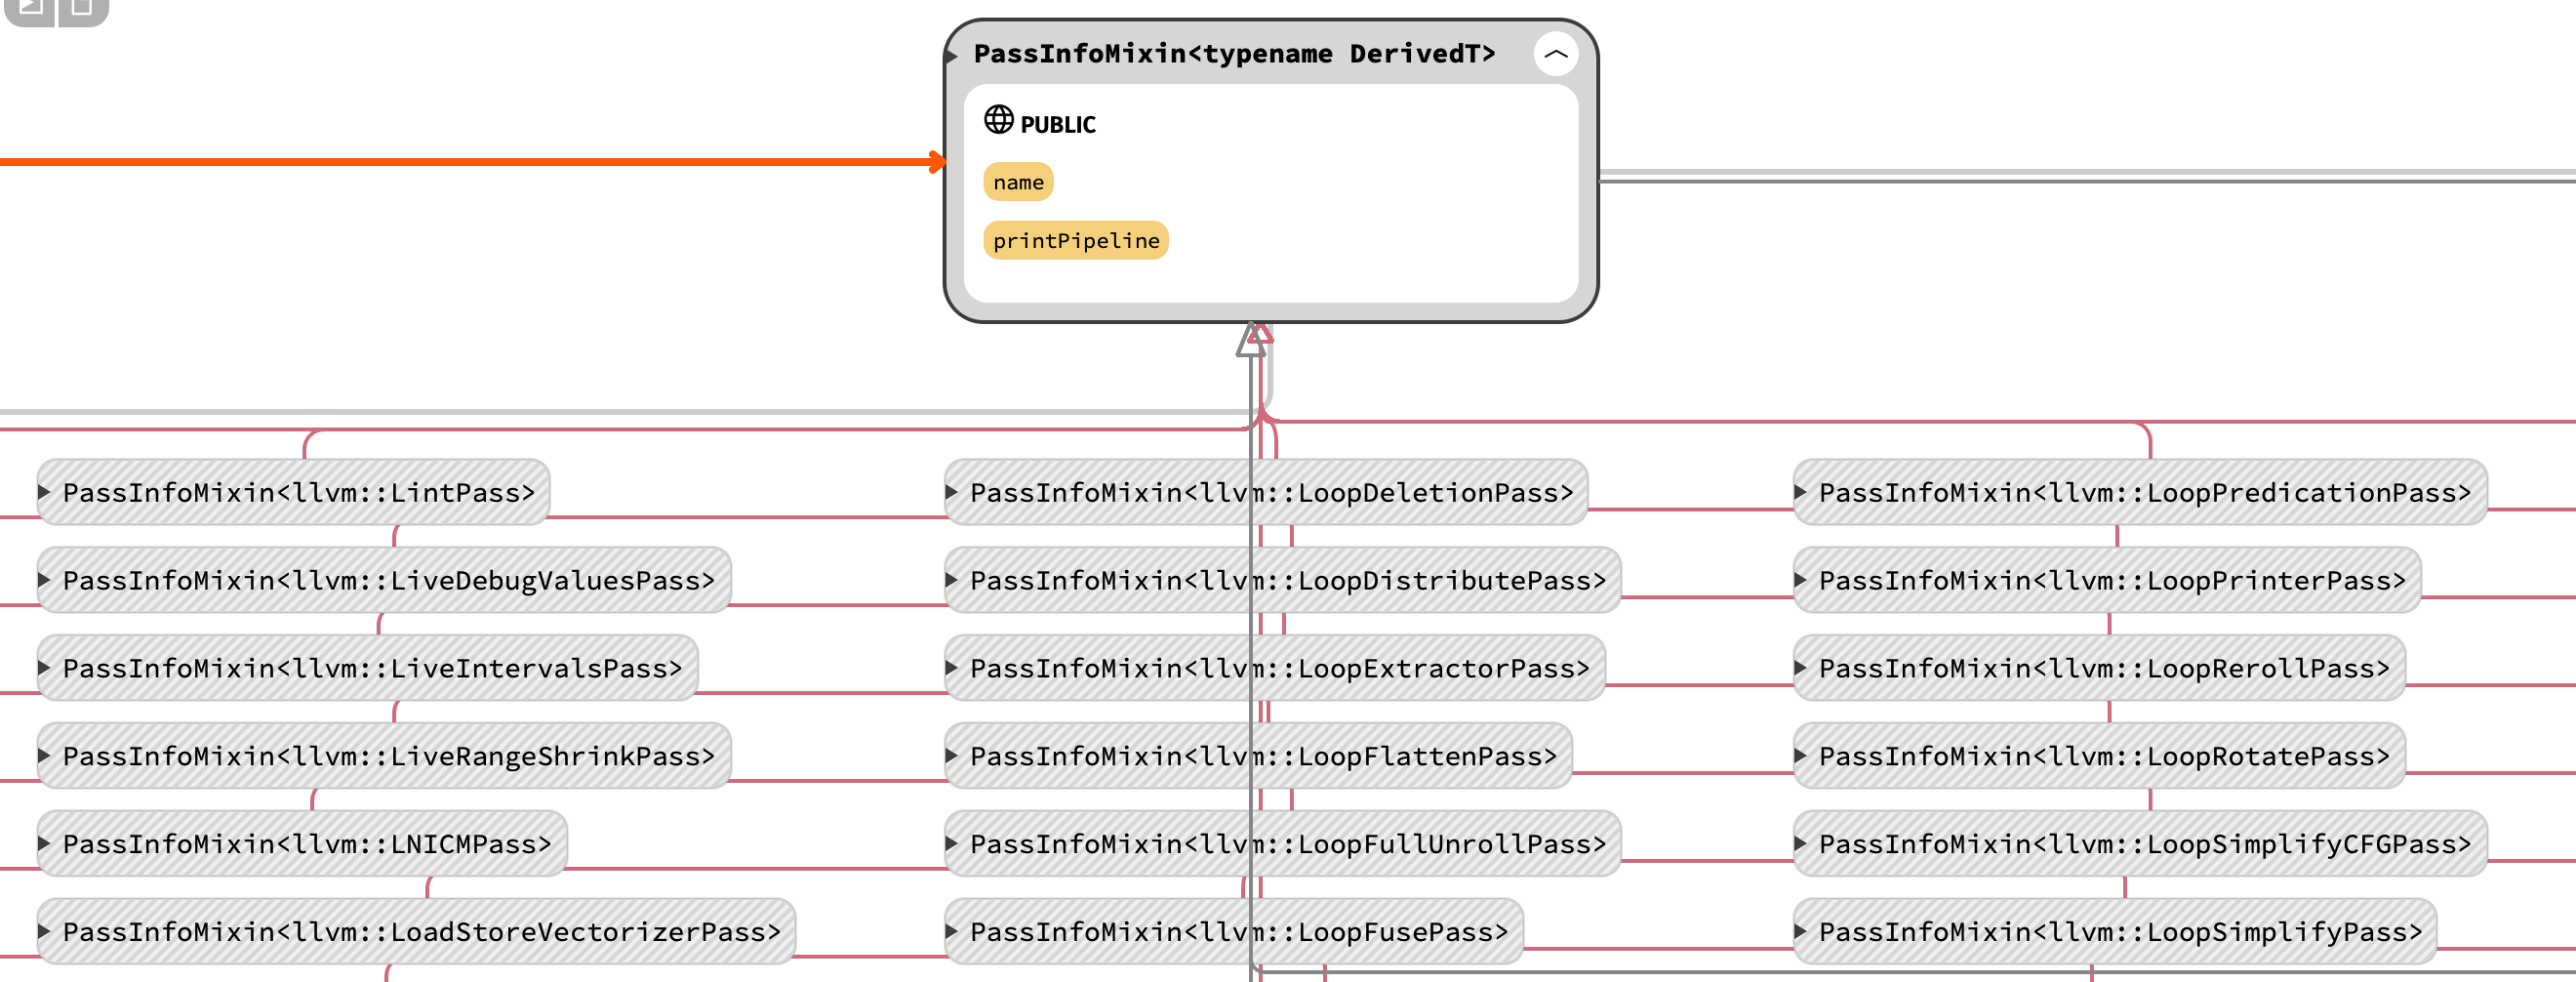 PassInfoMixin<typename DerivedT>
PUBLIC
name
printPipeline
PassInfoMixin<llvm::LintPass>
PassInfoMixin<llvm::LoopDeletionPass>
PassInfoMixin<llvm::LoopPredicationPass>
PassInfoMixin<llvm::LiveDebugValuesPass>
PassInfoMixin<llvm::LoopDistributePass>
PassInfoMixin<llvm::LoopPrinterPass>
PassInfoMixin<llvm::LiveIntervalsPass>
PassInfoMixin<llvm::LoopExtractorPass>
PassInfoMixin<llvm::LoopRerollPass>
PassInfoMixin<llvm::LiveRangeShrinkPass>
PassInfoMixin<llvm::LoopFlattenPass>
PassInfoMixin<llvm::LoopRotatePass>
PassInfoMixin<llvm::LNICMPass>
PassInfoMixin<llvm::LoopFullUnrollPass>
PassInfoMixin<llvm::LoopSimplifyCFGPass>
PassInfoMixin<llvm::LoadStoreVectorizerPass>
PassInfoMixin<llvm::LoopFusePass>
PassInfoMixin<llvm::LoopSimplifyPass>